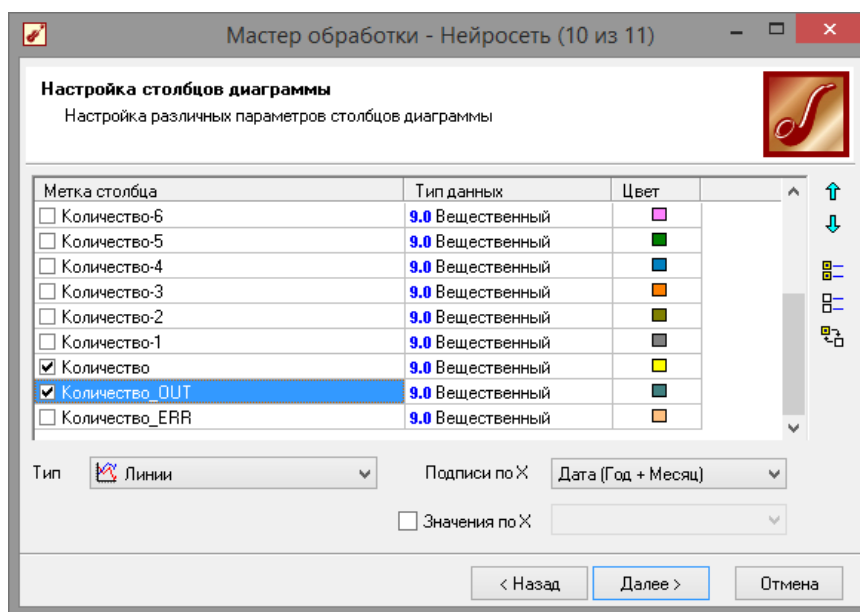 Мастер обработки - Нейросеть (10 из 11)
Настройка столбцов диаграммы
Настройка различных параметров столбцов диаграммы
Метка столбца Тип данных Цвет
Количество-6 9.0 Вещественный
Количество-5 9.0 Вещественный
Количество-4 9.0 Вещественный
Количество-3 9.0 Вещественный
Количество-2 9.0 Вещественный
Количество-1 9.0 Вещественный
Количество 9.0 Вещественный
Количество_OUT 9.0 Вещественный
Количество_ERR 9.0 Вещественный
Тип Линии Подписи по X Дата (Год + Месяц)
Значения по X
< Назад Далее > Отмена